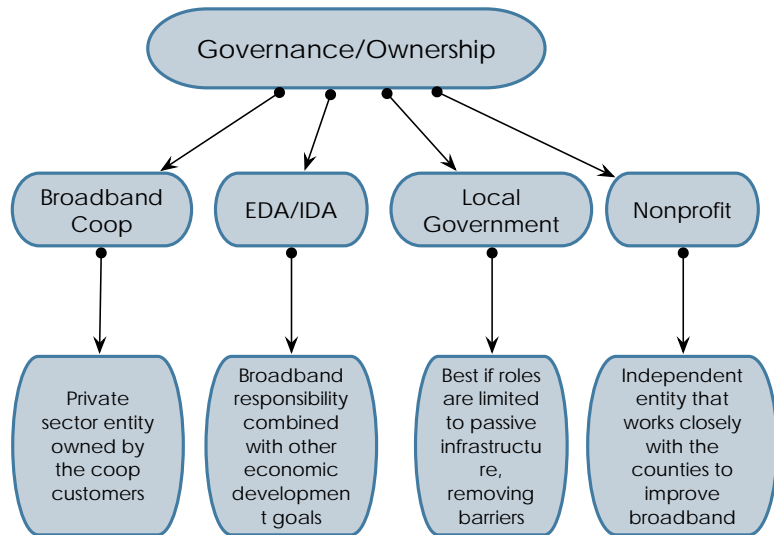 Governance/Ownership
Broadband
Coop
EDA/IDA
Local
Government
Nonprofit
Private
sector entity
owned by
the coop
customers
Broadband
responsibility
combined
with other
economic
developmen
t goals
Best if roles
are limited
to passive
infrastructu
re,
removing
barriers
Independent
entity that
works closely
with the
counties to
improve
broadband